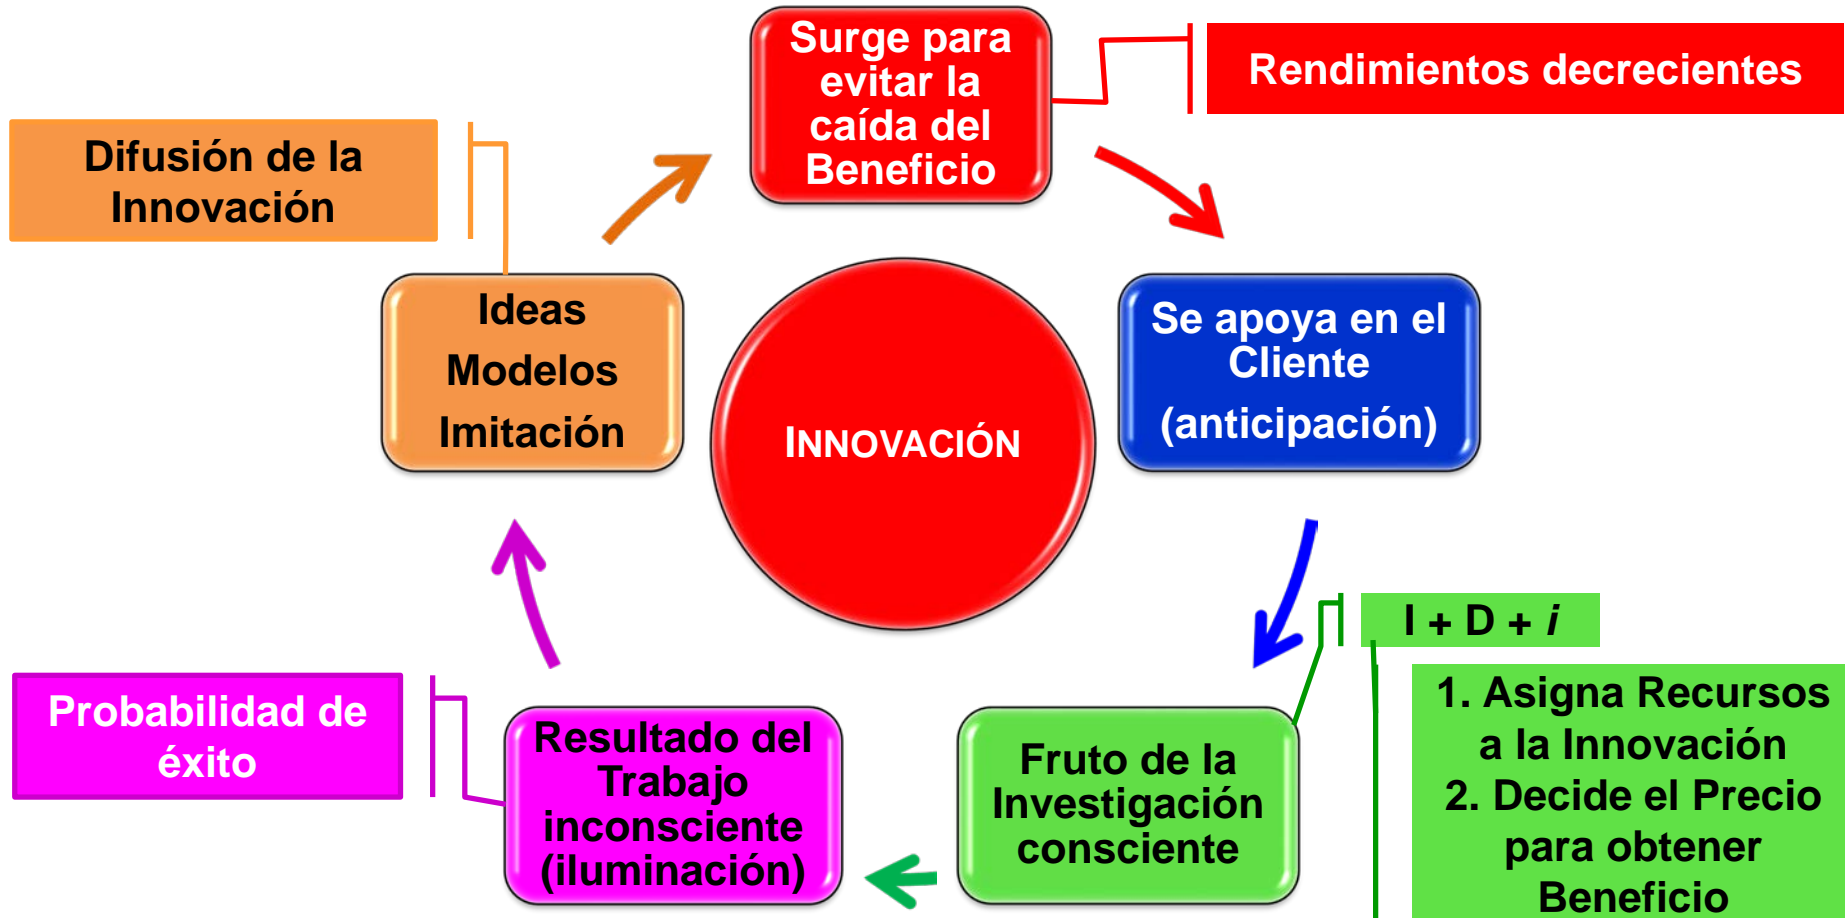 Surge para
evitar la
caída del
Beneficio
Rendimientos decrecientes
Difusión de la
Innovación
Ideas
Modelos
Imitación
INNOVACIÓN
Se apoya en el
Cliente
(anticipación)
I + D + i
1. Asigna Recursos
a la Innovación
2. Decide el Precio
para obtener
Beneficio
Fruto de la
Investigación
consciente
Resultado del
Trabajo
inconsciente
(iluminación)
Probabilidad de
éxito